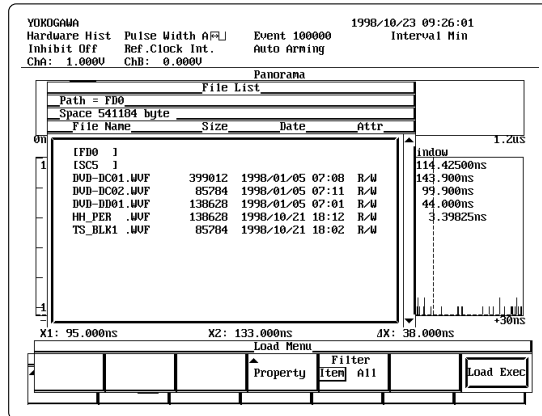 YOKOGAWA 1998/10/23 09:26:01
Hardware Hist Pulse Width A Event 100000 Interval Min
Inhibit Off Ref.Clock Int. Auto Arming
ChA: 1.000V ChB: 0.000V
Panorama
File List
Path = FD0
Space 541184 byte
File Name Size Date Attr
0n 1.2us
[FD0 ] indow
[SC5 ] 114.42500ns
DVD-DC01.WVF 399012 1998/01/05 07:08 R/W 143.900ns
DVD-DC02.WVF 85784 1998/01/05 07:11 R/W 99.900ns
DVD-DD01.WVF 138628 1998/01/05 07:01 R/W 44.000ns
HH_PER .WVF 138628 1998/10/21 18:12 R/W 3.39825ns
TS_BLK1 .WVF 85784 1998/10/21 18:02 R/W
+30ns
X1: 95.000ns X2: 133.000ns ΔX: 38.000ns
Load Menu
Property
Filter
Item All
Load Exec